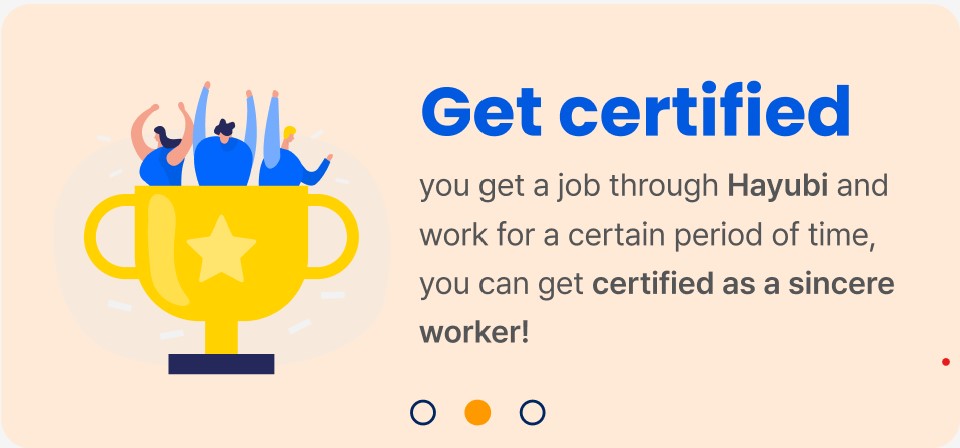 Get certified
you get a job through Hayubi and
work for a certain period of time,
you can get certified as a sincere
worker!